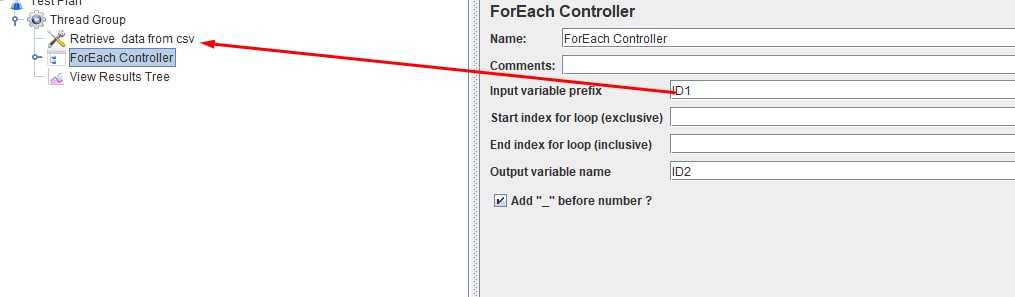 Test Plan
Thread Group
Retrieve data from csv
ForEach Controller
View Results Tree
ForEach Controller
Name: ForEach Controller
Comments:
Input variable prefix ID1
Start index for loop (exclusive)
End index for loop (inclusive)
Output variable name ID2
Add "_" before number ?